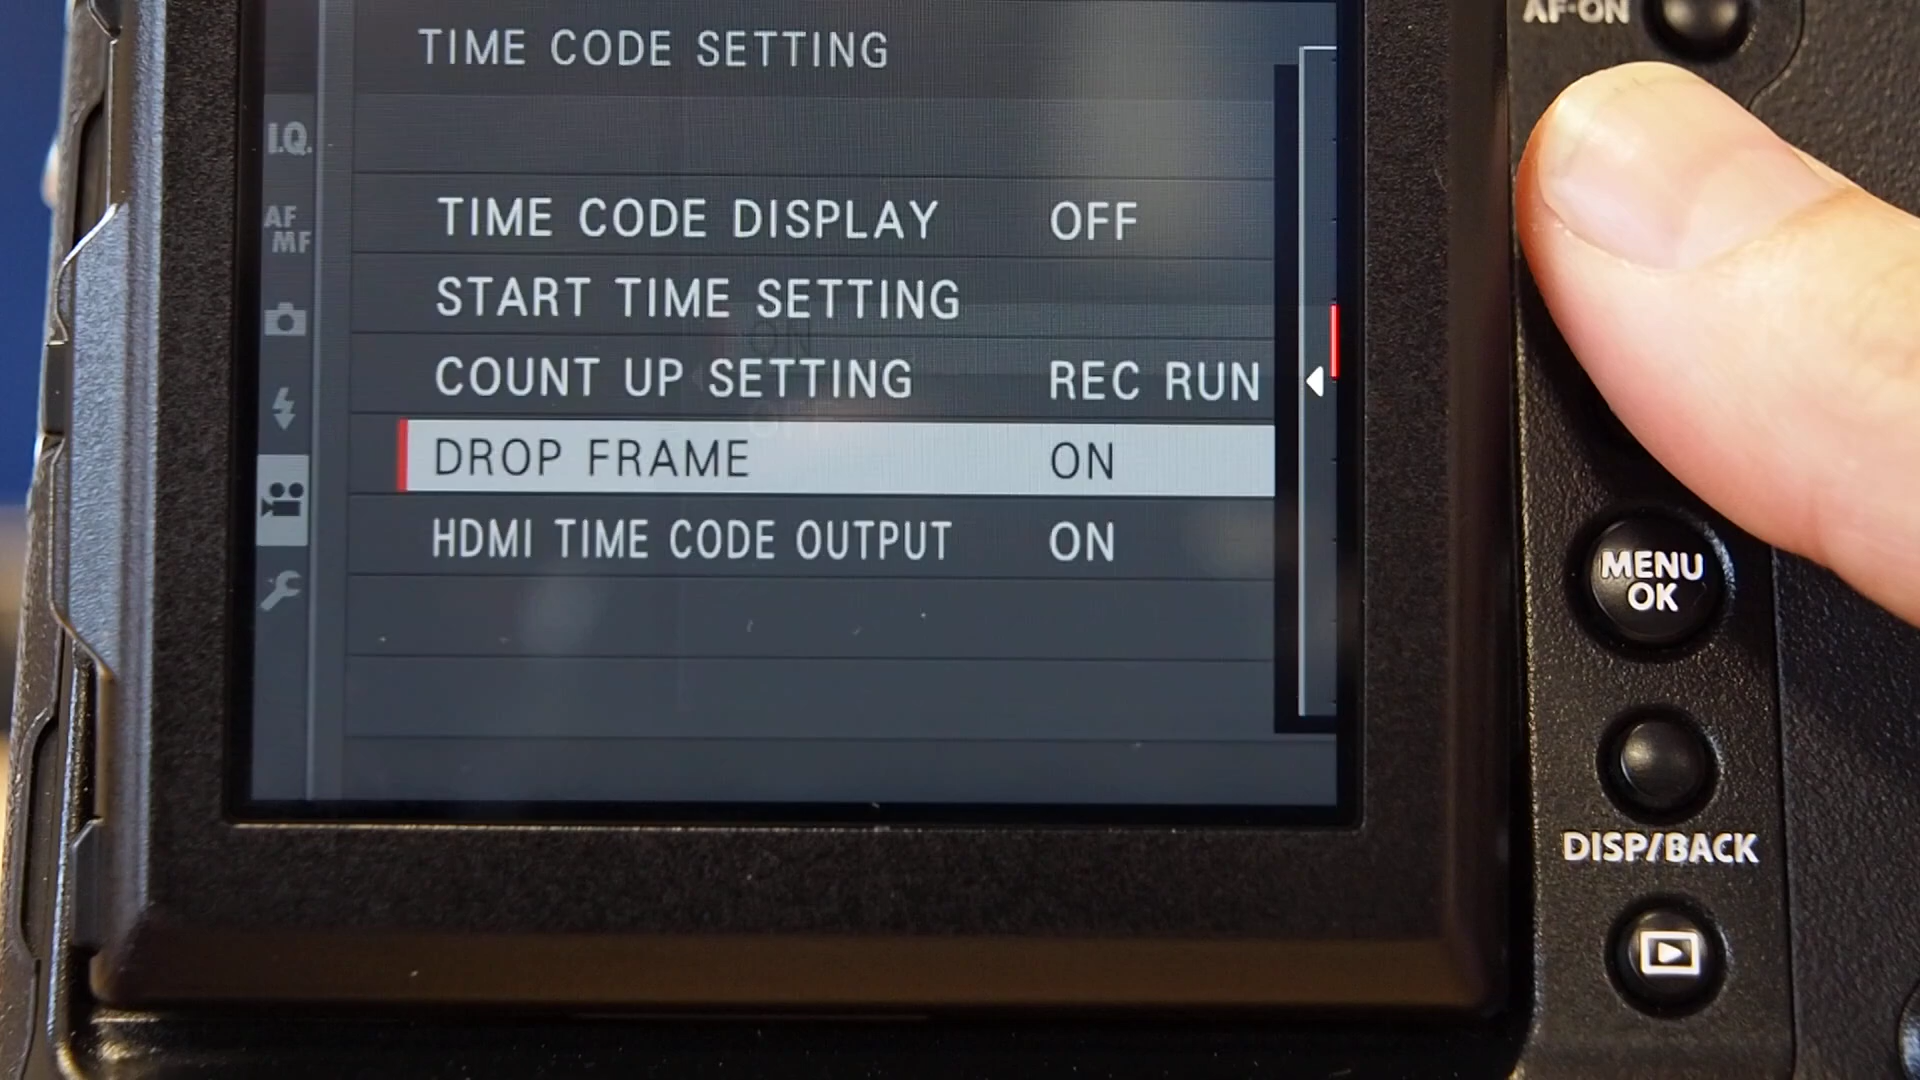 AF-ON
TIME CODE SETTING
I.Q.
AF
MF
TIME CODE DISPLAY OFF
START TIME SETTING
COUNT UP SETTING REC RUN
DROP FRAME ON
HDMI TIME CODE OUTPUT ON
MENU
OK
DISP/BACK